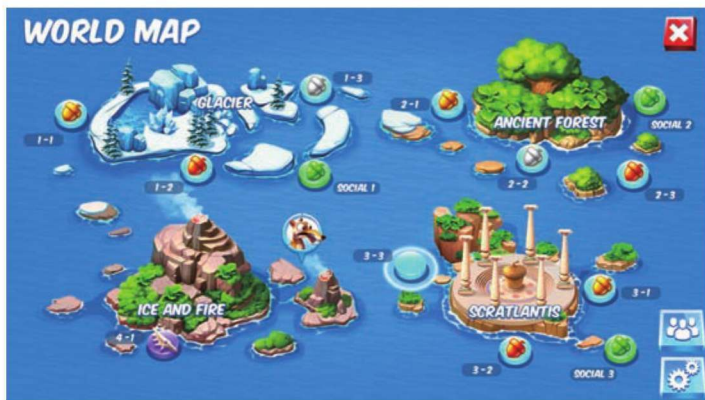 WORLD MAP
1-3
GLACIER
1-1
1-2
SOCIAL 1
2-1
ANCIENT FOREST
SOCIAL 2
2-2
2-3
ICE AND FIRE
4-1
3-3
SCRATLANTIS
3-1
3-2
SOCIAL 3